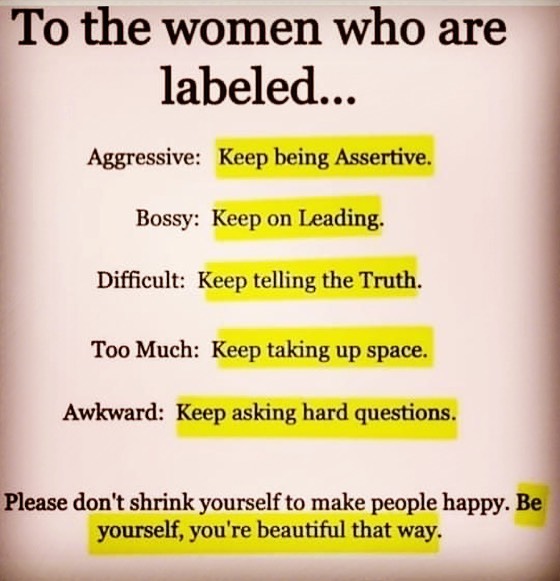 To the women who are
labeled...
Aggressive: Keep being Assertive.
Bossy: Keep on Leading.
Difficult: Keep telling the Truth.
Too Much: Keep taking up space.
Awkward: Keep asking hard questions.
Please don't shrink yourself to make people happy. Be
yourself, you're beautiful that way.